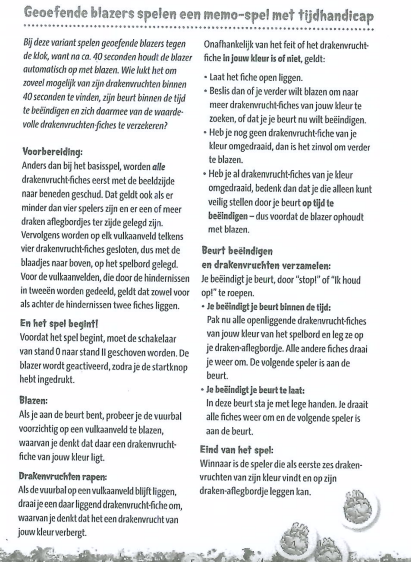 Geoefende blazers spelen een memo-spel met tijdhandicap
Bij deze variant spelen geoefende blazers tegen
de klok, want na ca. 40 seconden houdt de blazer
automatisch op met blazen. Wie lukt het om
zoveel mogelijk van zijn drakenvruchten binnen
40 seconden te vinden, zijn beurt binnen de tijd
te beëindigen en zich daarmee van de waarde-
volle drakenvruchten-fiches te verzekeren?
Voorbereiding:
Anders dan bij het basisspel, worden alle
drakenvrucht-fiches eerst met de beeldzijde
naar beneden geschud. Dat geldt ook als er
minder dan vier spelers zijn en er een of meer
draken aflegbordjes ter zijde gelegd zijn.
Vervolgens worden op elk vulkaanveld telkens
vier drakenvrucht-fiches gesloten, dus met de
blaadjes naar boven, op het spelbord gelegd.
Voor de vulkaanvelden, die door de hindernissen
in tweeën worden gedeeld, geldt dat zowel voor
als achter de hindernissen twee fiches liggen.
En het spel begint!
Voordat het spel begint, moet de schakelaar
van stand 0 naar stand II geschoven worden. De
blazer wordt geactiveerd, zodra je de startknop
hebt ingedrukt.
Blazen:
Als je aan de beurt bent, probeer je de vuurbal
voorzichtig op een vulkaanveld te blazen,
waarvan je denkt dat daar een drakenvrucht-
fiche van jouw kleur ligt.
Drakenvruchten rapen:
Als de vuurbal op een vulkaanveld blijft liggen,
draai je een daar liggend drakenvrucht-fiche om,
waarvan je denkt dat het een drakenvrucht van
jouw kleur verbergt.
Onafhankelijk van het feit of het drakenvrucht-
fiche in jouw kleur is of niet, geldt:
• Laat het fiche open liggen.
• Beslis dan of je verder wilt blazen om naar
meer drakenvrucht-fiches van jouw kleur te
zoeken, of dat je je beurt nu wilt beëindigen.
• Heb je nog geen drakenvrucht-fiche van je
kleur omgedraaid, dan is het zinvol om verder
te blazen.
• Heb je al drakenvrucht-fiches van je kleur
omgedraaid, bedenk dan dat je die alleen kunt
veilig stellen door je beurt op tijd te
beëindigen – dus voordat de blazer ophoudt
met blazen.
Beurt beëindigen
en drakenvruchten verzamelen:
Je beëindigt je beurt, door "stop!" of "Ik houd
op!" te roepen.
• Je beëindigt je beurt binnen de tijd:
Pak nu alle openliggende drakenvrucht-fiches
van jouw kleur van het spelbord en leg ze op
je draken-aflegbordje. Alle andere fiches draai
je weer om. De volgende speler is aan de
beurt.
• Je beëindigt je beurt te laat:
In deze beurt sta je met lege handen. Je draait
alle fiches weer om en de volgende speler is
aan de beurt.
Eind van het spel:
Winnaar is de speler die als eerste zes draken-
vruchten van zijn kleur vindt en op zijn
draken-aflegbordje leggen kan.